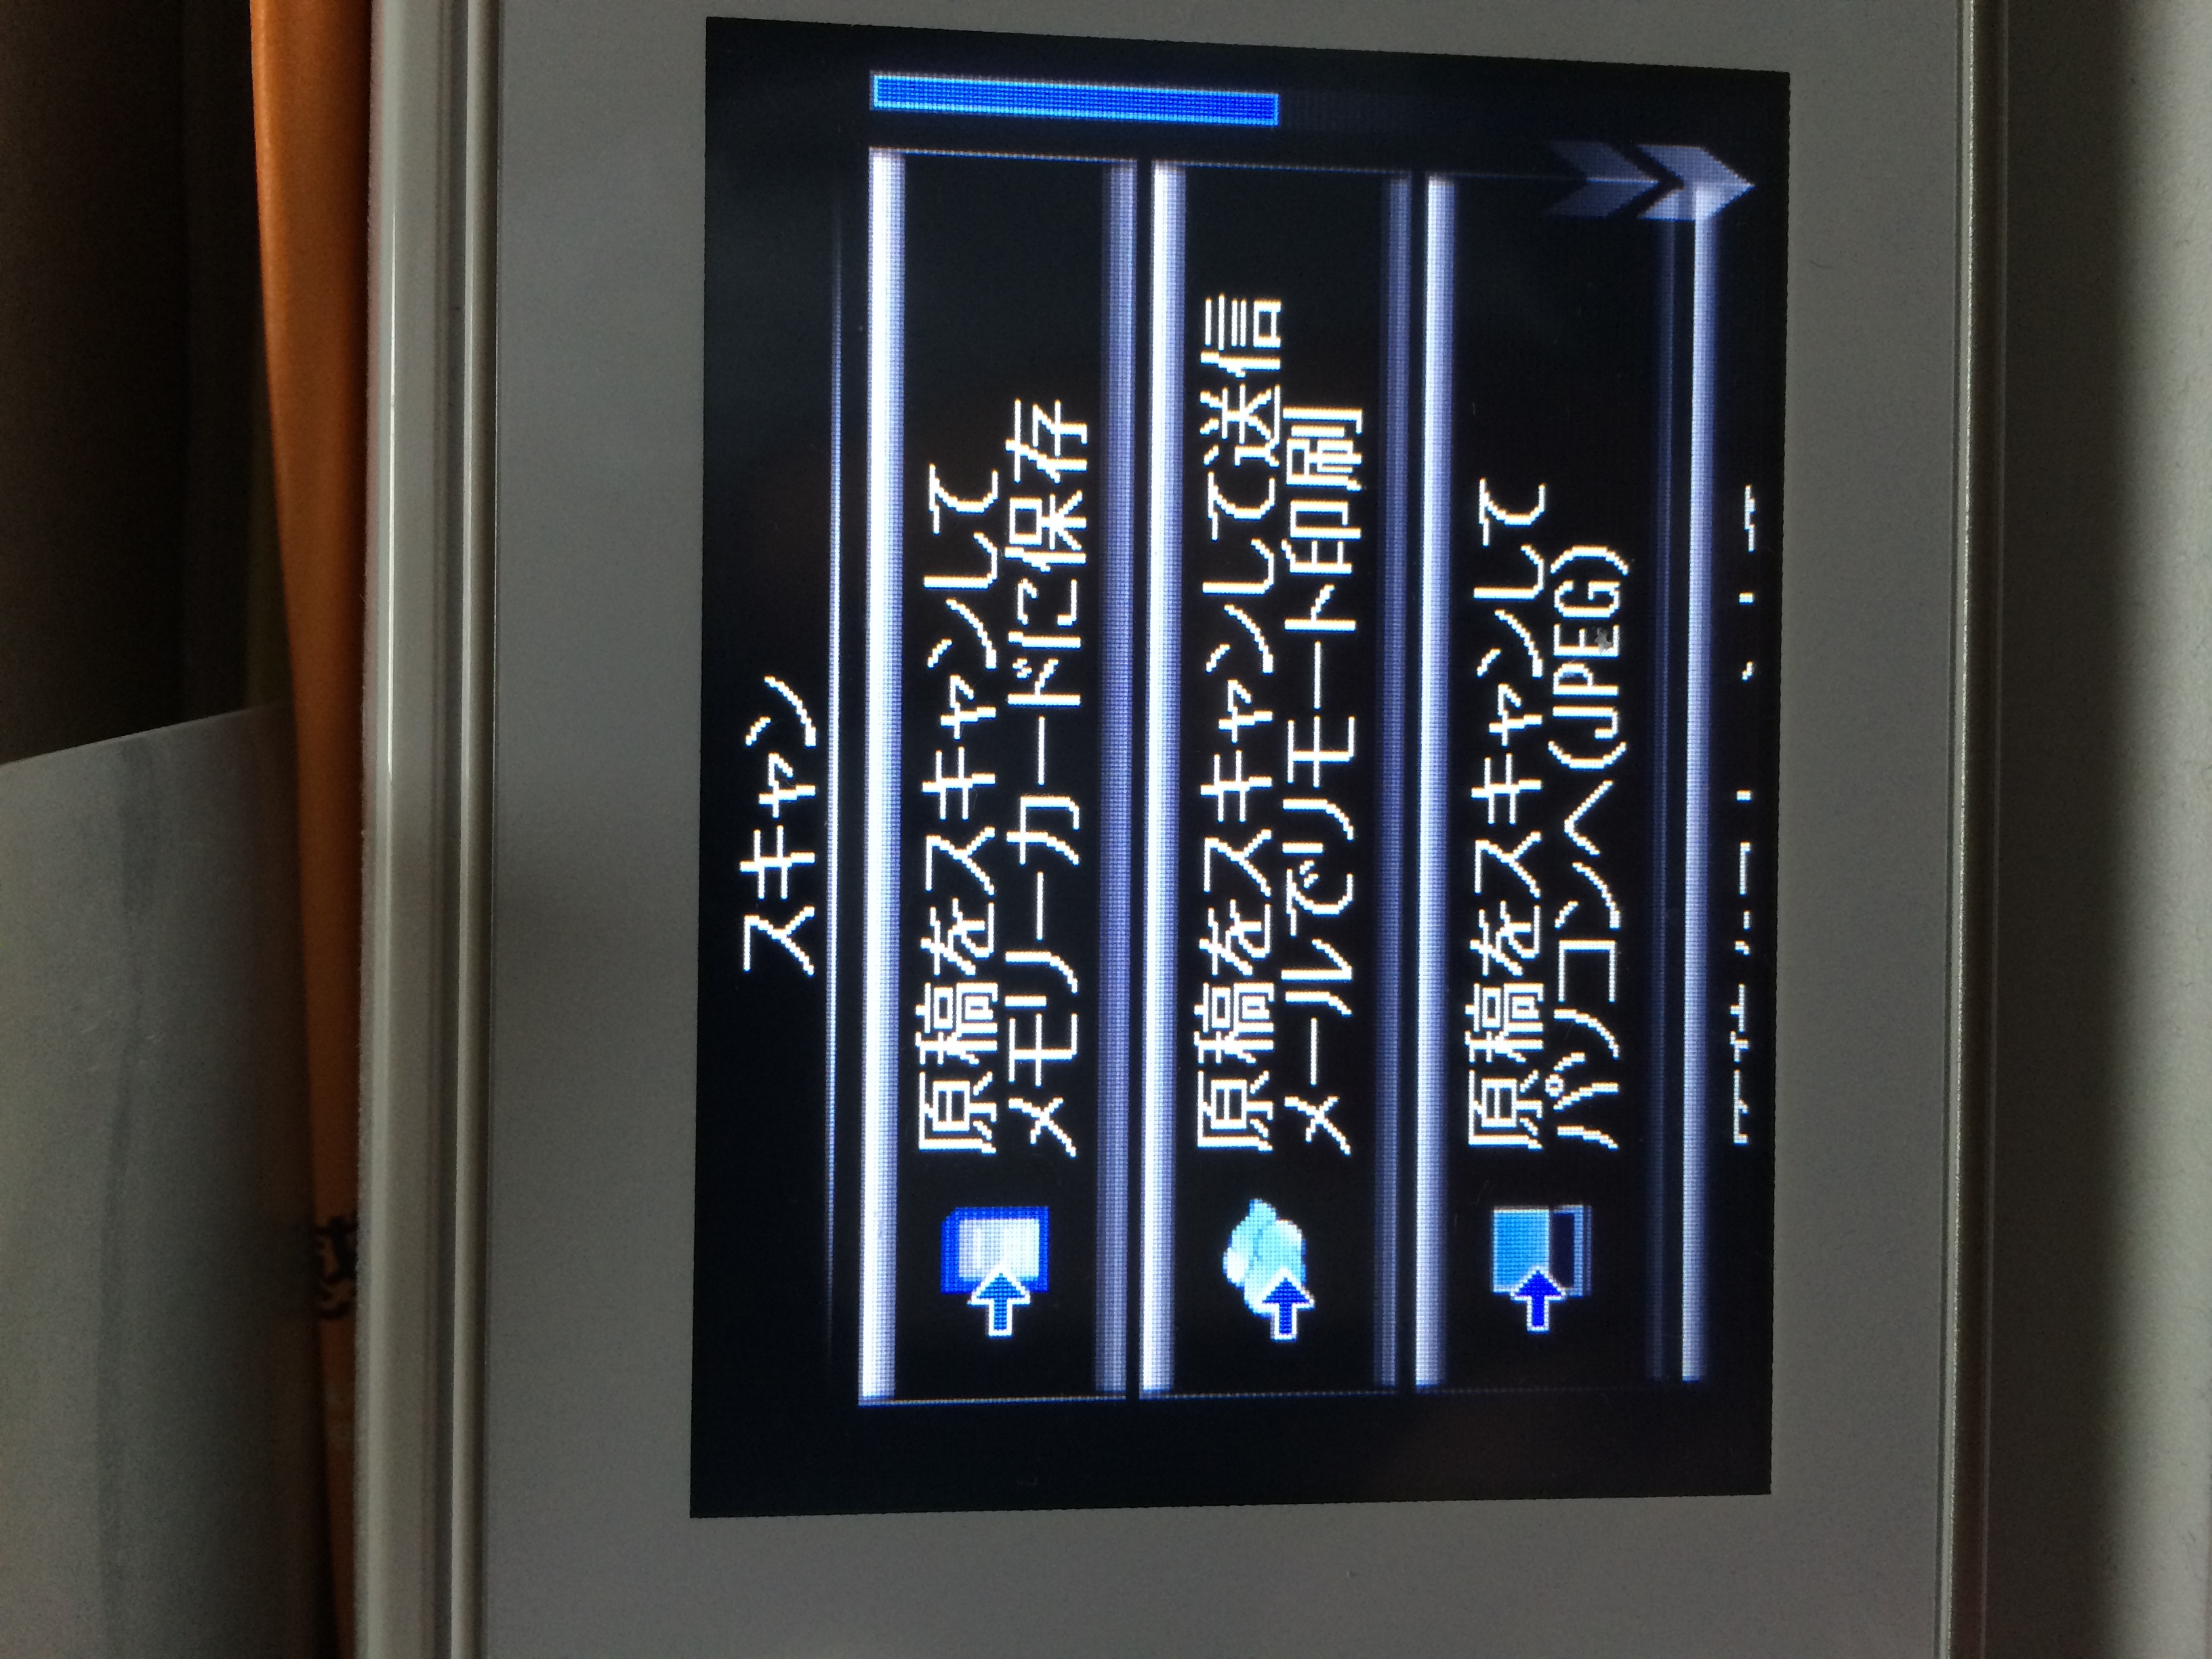 スキャン
原稿をスキャンして
メモリーカードに保存
原稿をスキャンして送信
メールでリモート印刷
原稿をスキャンして
パソコンへ(JPEG)